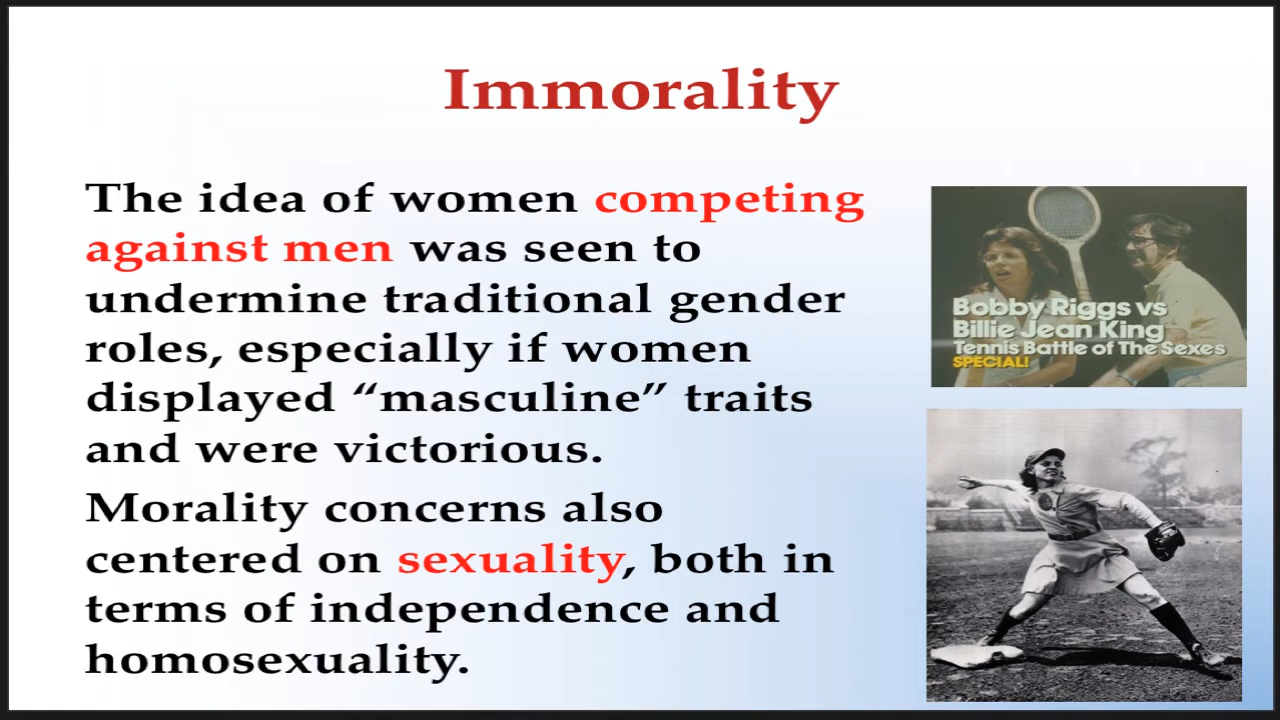 Immorality
The idea of women competing
against men was seen to
undermine traditional gender
roles, especially if women
displayed “masculine” traits
and were victorious.
Morality concerns also
centered on sexuality, both in
terms of independence and
homosexuality.
Bobby Riggs vs
Billie Jean King
Tennis Battle of The Sexes
SPECIAL!